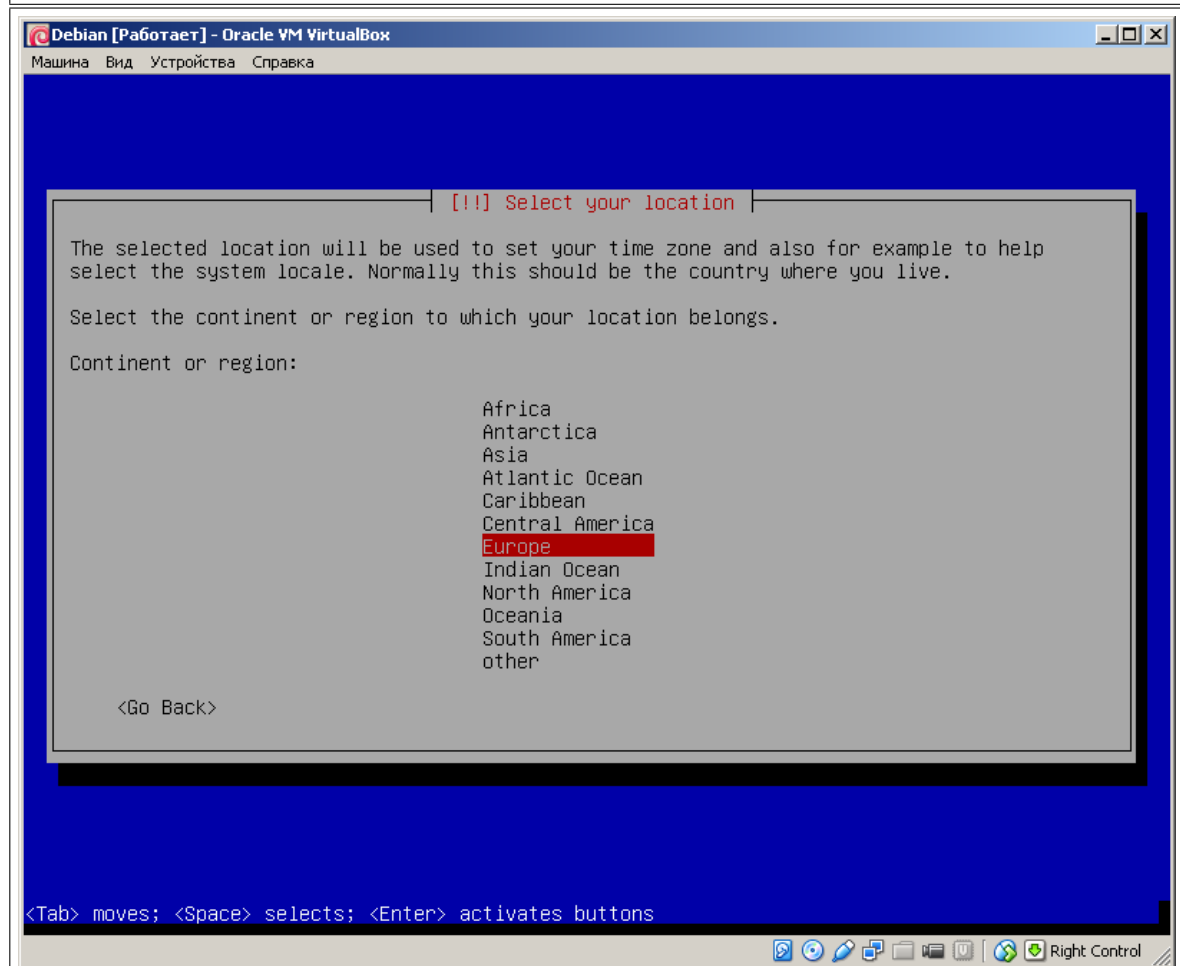 Debian [Работает] - Oracle VM VirtualBox
Машина Вид Устройства Справка
[!!] Select your location
The selected location will be used to set your time zone and also for example to help
select the system locale. Normally this should be the country where you live.
Select the continent or region to which your location belongs.
Continent or region:
Africa
Antarctica
Asia
Atlantic Ocean
Caribbean
Central America
Europe
Indian Ocean
North America
Oceania
South America
other
<Go Back>
<Tab> moves; <Space> selects; <Enter> activates buttons
Right Control